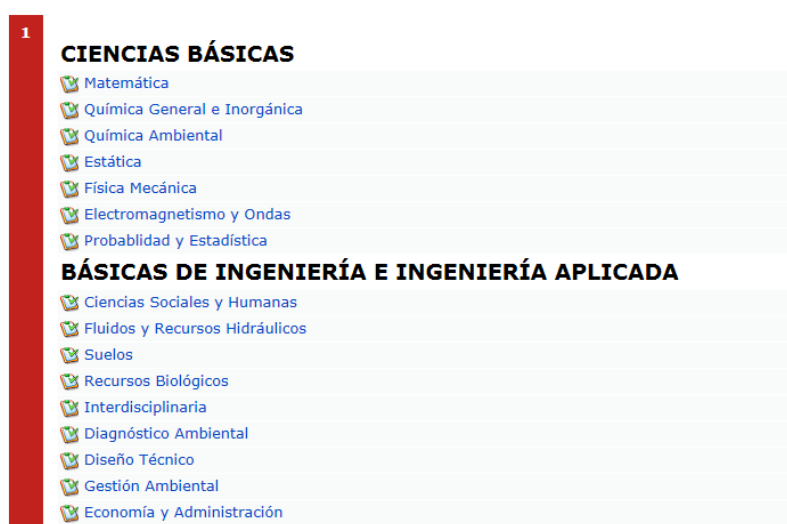 1
CIENCIAS BÁSICAS
Matemática
Química General e Inorgánica
Química Ambiental
Estática
Física Mecánica
Electromagnetismo y Ondas
Probablidad y Estadística
BÁSICAS DE INGENIERÍA E INGENIERÍA APLICADA
Ciencias Sociales y Humanas
Fluidos y Recursos Hidráulicos
Suelos
Recursos Biológicos
Interdisciplinaria
Diagnóstico Ambiental
Diseño Técnico
Gestión Ambiental
Economía y Administración